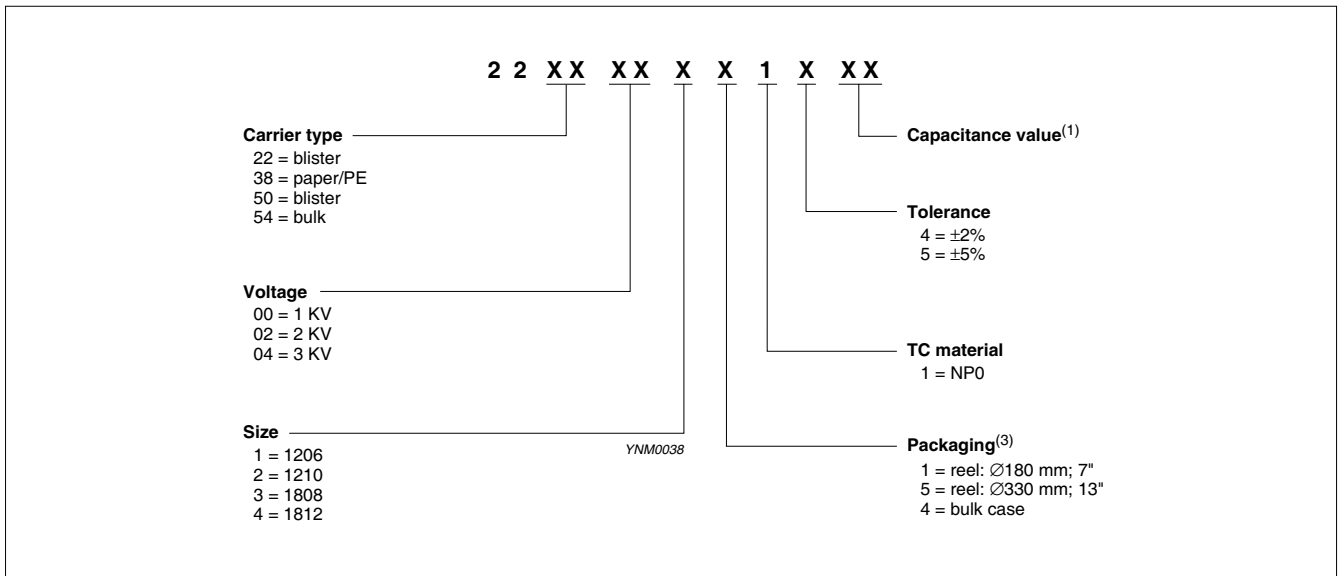 2 2 X X X X X X 1 X X X
Carrier type
22 = blister
38 = paper/PE
50 = blister
54 = bulk
Voltage
00 = 1 KV
02 = 2 KV
04 = 3 KV
Size
1 = 1206
2 = 1210
3 = 1808
4 = 1812
YNM0038
Capacitance value(1)
Tolerance
4 = ±2%
5 = ±5%
TC material
1 = NP0
Packaging(3)
1 = reel: ∅180 mm; 7"
5 = reel: ∅330 mm; 13"
4 = bulk case